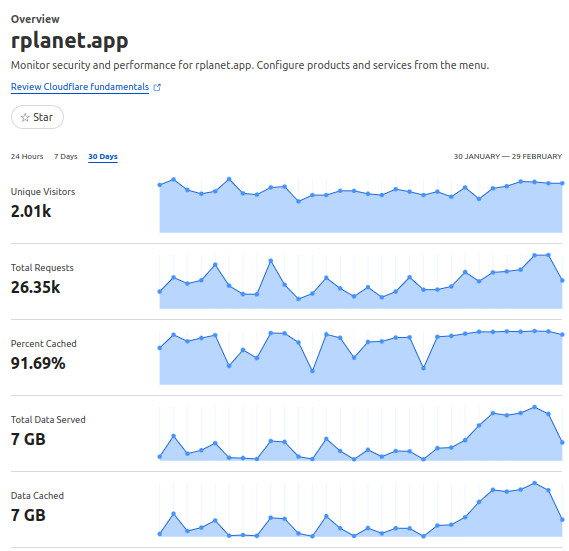 Overview
rplanet.app
Monitor security and performance for rplanet.app. Configure products and services from the menu.
Review Cloudflare fundamentals
☆ Star
24 Hours 7 Days 30 Days 30 JANUARY — 29 FEBRUARY
Unique Visitors
2.01k
Total Requests
26.35k
Percent Cached
91.69%
Total Data Served
7 GB
Data Cached
7 GB